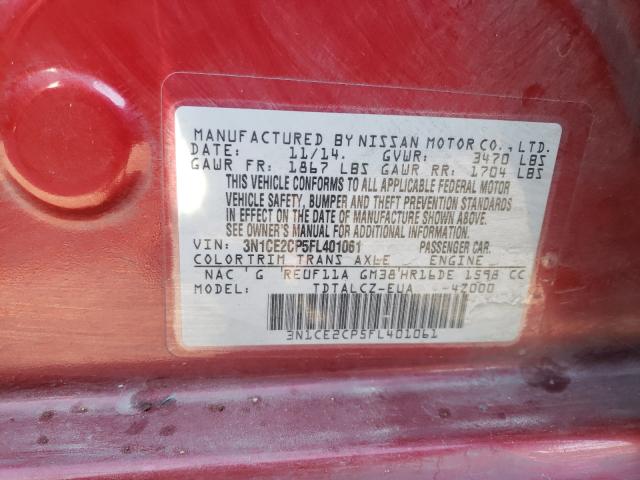 MANUFACTURED BY NISSAN MOTOR CO., LTD.
DATE: 11/14. GVWR: 3470 LBS
GAWR FR: 1867 LBS GAWR RR: 1704 LBS
THIS VEHICLE CONFORMS TO ALL APPLICABLE FEDERAL MOTOR
VEHICLE SAFETY, BUMPER AND THEFT PREVENTION STANDARDS
IN EFFECT ON THE DATE OF MANUFACTURE SHOWN ABOVE.
SEE OWNER'S MANUAL FOR ADDITIONAL INFORMATION.
VIN: 3N1CE2CP5FL401061 PASSENGER CAR.
COLOR TRIM TRANS AXLE ENGINE
NAC ' G 'RE0F11A GM38'HR16DE 1598 CC
MODEL: TDTALCZ-EUA --4Z000
3N1CE2CP5FL401061